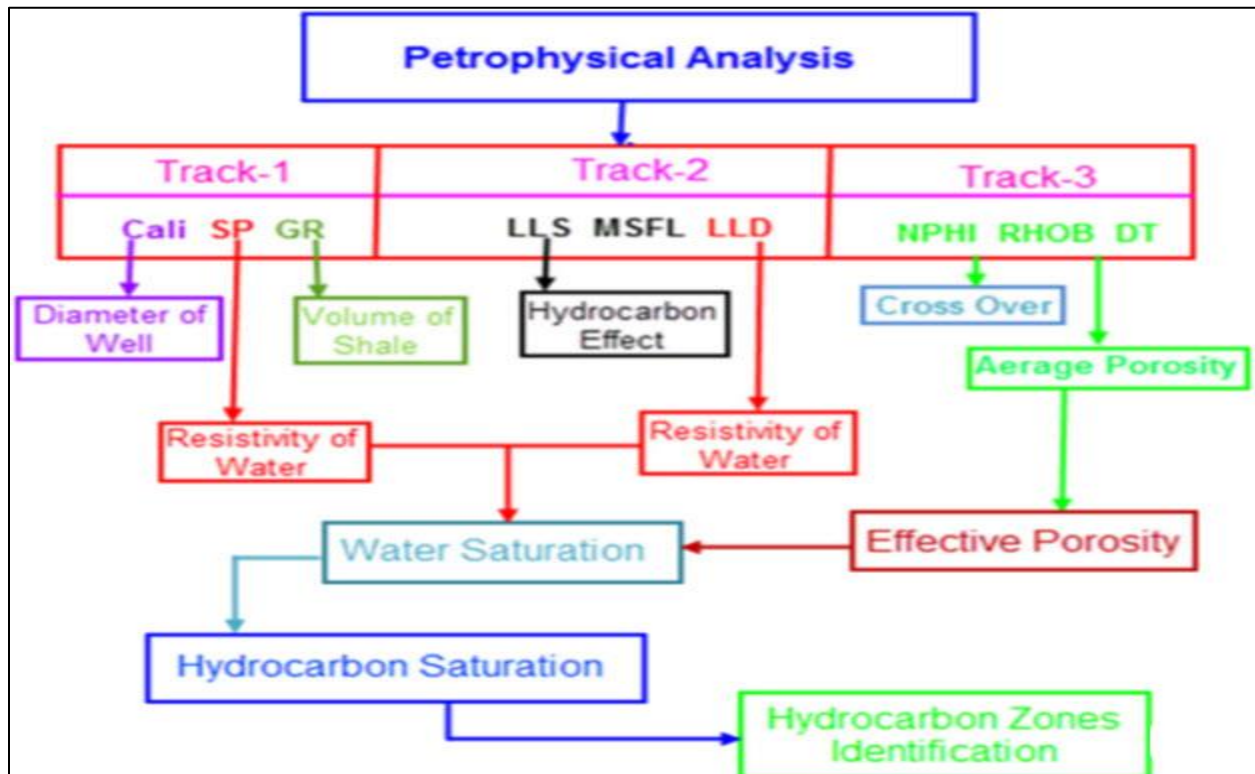 Petrophysical Analysis
Track-1 Track-2 Track-3
Cali SP GR LLS MSFL LLD NPHI RHOB DT
Diameter of
Well
Volume of
Shale
Hydrocarbon
Effect
Cross Over
Aerage Porosity
Resistivity of
Water
Resistivity of
Water
Water Saturation
Effective Porosity
Hydrocarbon Saturation
Hydrocarbon Zones
Identification